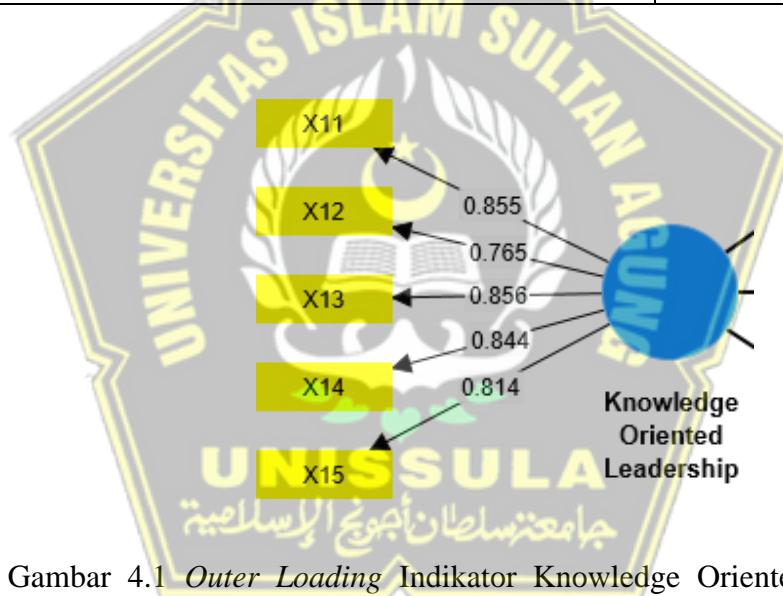 UNIVERSITAS ISLAM SULTAN AGUNG
X11
0.855
X12
0.765
X13
0.856
X14
0.844
X15
0.814
Knowledge
Oriented
Leadership
UNISSULA
جامعة سلطان أجونج الإسلامية
Gambar 4.1 Outer Loading Indikator Knowledge Oriente